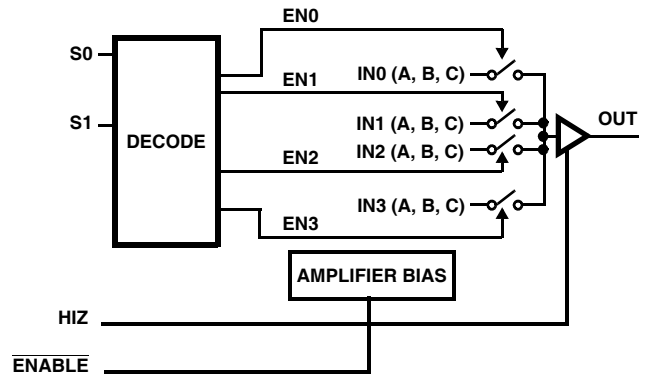 EN0
S0
IN0 (A, B, C)
EN1
OUT
S1
IN1 (A, B, C)
DECODE
IN2 (A, B, C)
EN2
IN3 (A, B, C)
EN3
AMPLIFIER BIAS
HIZ
ENABLE